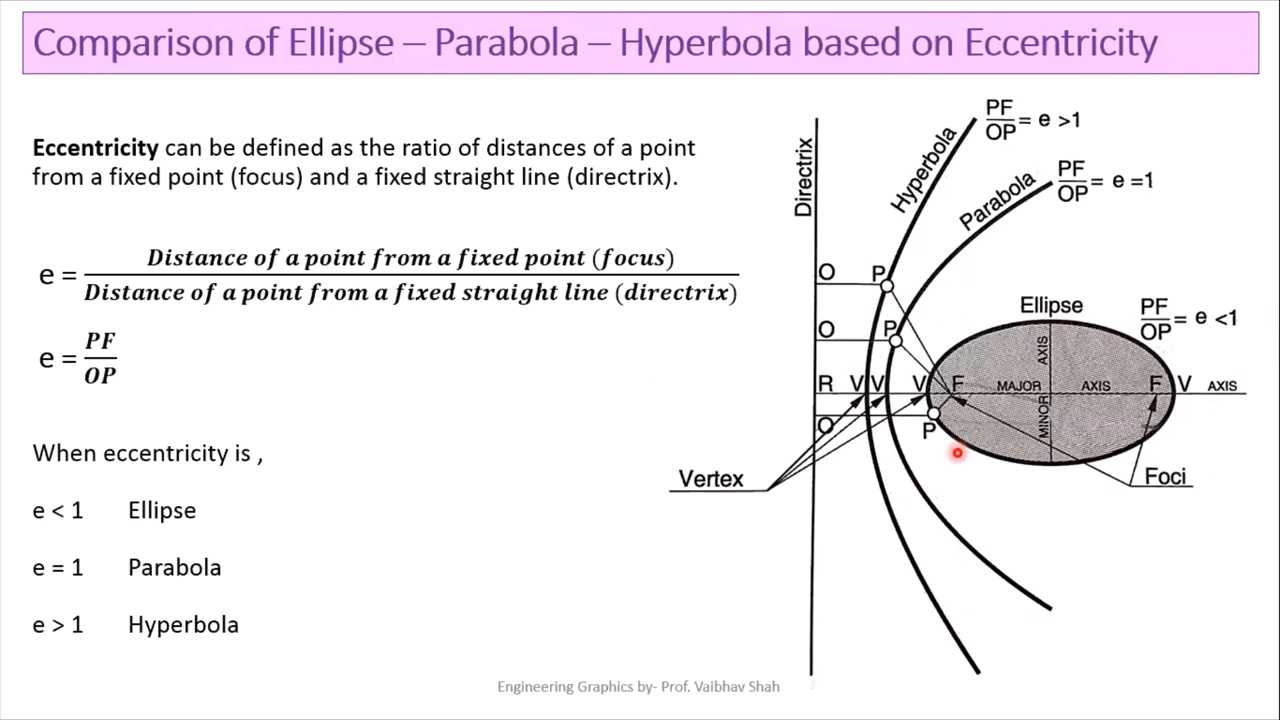 Comparison of Ellipse – Parabola – Hyperbola based on Eccentricity
Eccentricity can be defined as the ratio of distances of a point
from a fixed point (focus) and a fixed straight line (directrix).
e = Distance of a point from a fixed point (focus)
Distance of a point from a fixed straight line (directrix)
e = PF
OP
When eccentricity is ,
e < 1 Ellipse
e = 1 Parabola
e > 1 Hyperbola
Directrix
Hyperbola
PF
OP = e >1
Parabola
PF
OP = e =1
O P
Ellipse
PF
OP = e <1
O P
AXIS
R V V V F MAJOR AXIS F V AXIS
MINOR
O P
Vertex
Foci
Engineering Graphics by- Prof. Vaibhav Shah